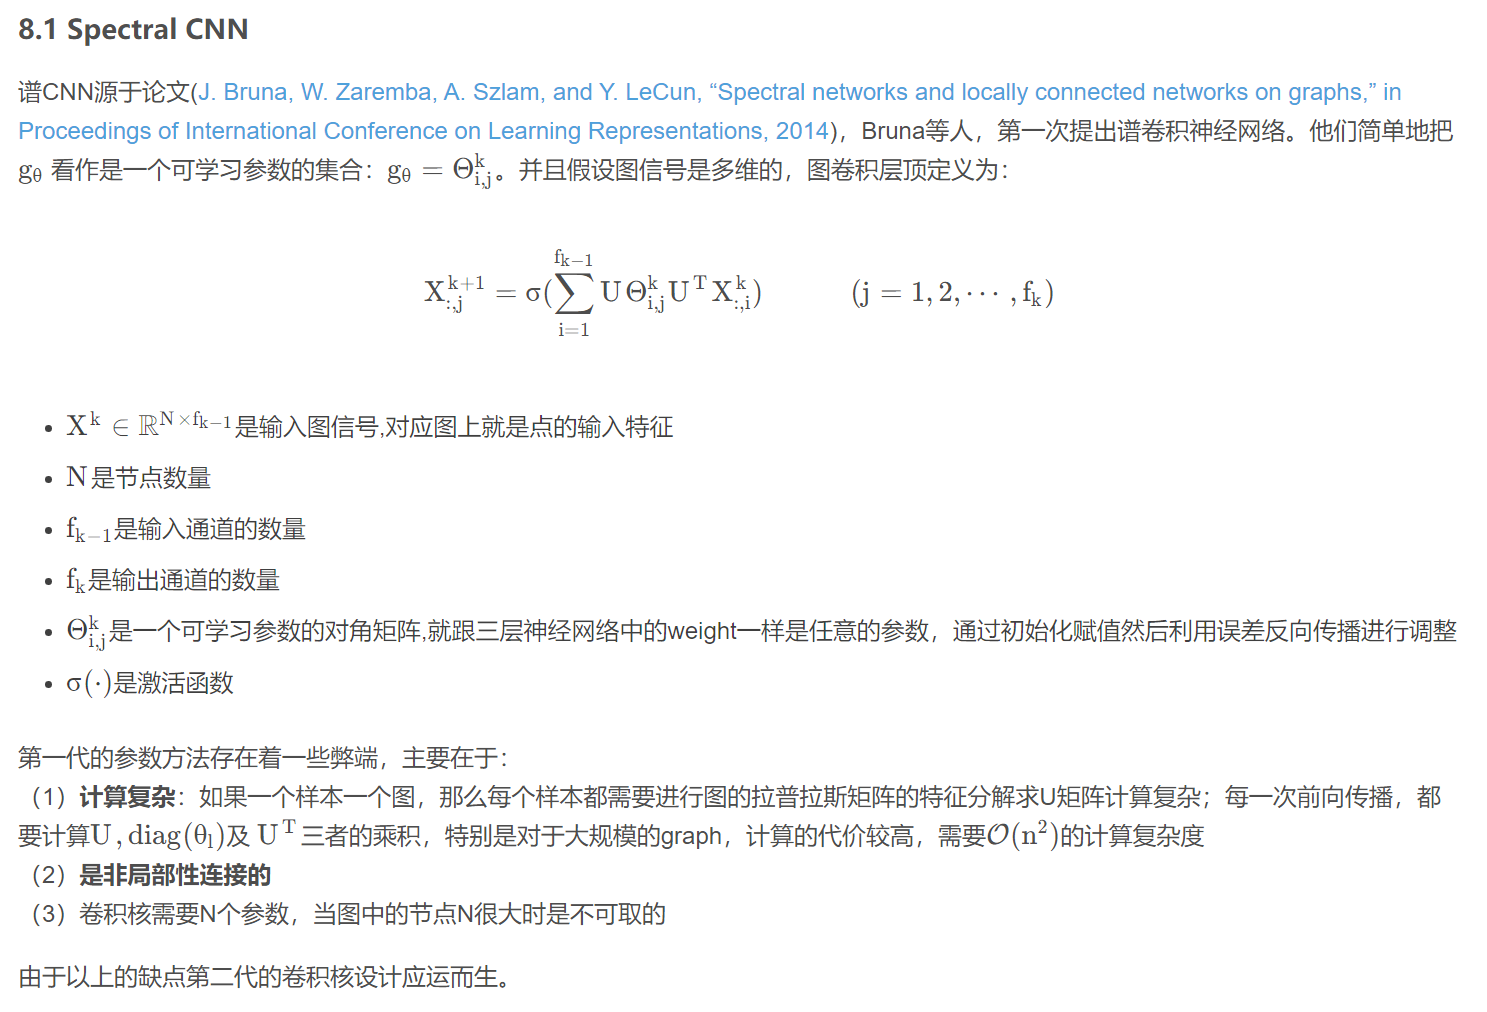 8.1 Spectral CNN
谱CNN源于论文(J. Bruna, W. Zaremba, A. Szlam, and Y. LeCun, “Spectral networks and locally connected networks on graphs,” in
Proceedings of International Conference on Learning Representations, 2014)，Bruna等人，第一次提出谱卷积神经网络。他们简单地把
g_θ 看作是一个可学习参数的集合：g_θ = Θ_{i,j}^k。并且假设图信号是多维的，图卷积层顶定义为：
X_{:,j}^{k+1} = σ(∑_{i=1}^{f_{k−1}} U Θ_{i,j}^k U^T X_{:,i}^k) (j = 1, 2, ⋯ , f_k)
• X^k ∈ ℝ^{N×f_{k−1}}是输入图信号,对应图上就是点的输入特征
• N是节点数量
• f_{k−1}是输入通道的数量
• f_k是输出通道的数量
• Θ_{i,j}^k是一个可学习参数的对角矩阵,就跟三层神经网络中的weight一样是任意的参数，通过初始化赋值然后利用误差反向传播进行调整
• σ(·)是激活函数
第一代的参数方法存在着一些弊端，主要在于：
（1）计算复杂：如果一个样本一个图，那么每个样本都需要进行图的拉普拉斯矩阵的特征分解求U矩阵计算复杂；每一次前向传播，都
要计算U , diag(θ_l)及 U^T三者的乘积，特别是对于大规模的graph，计算的代价较高，需要𝒪(n^2)的计算复杂度
（2）是非局部性连接的
（3）卷积核需要N个参数，当图中的节点N很大时是不可取的
由于以上的缺点第二代的卷积核设计应运而生。